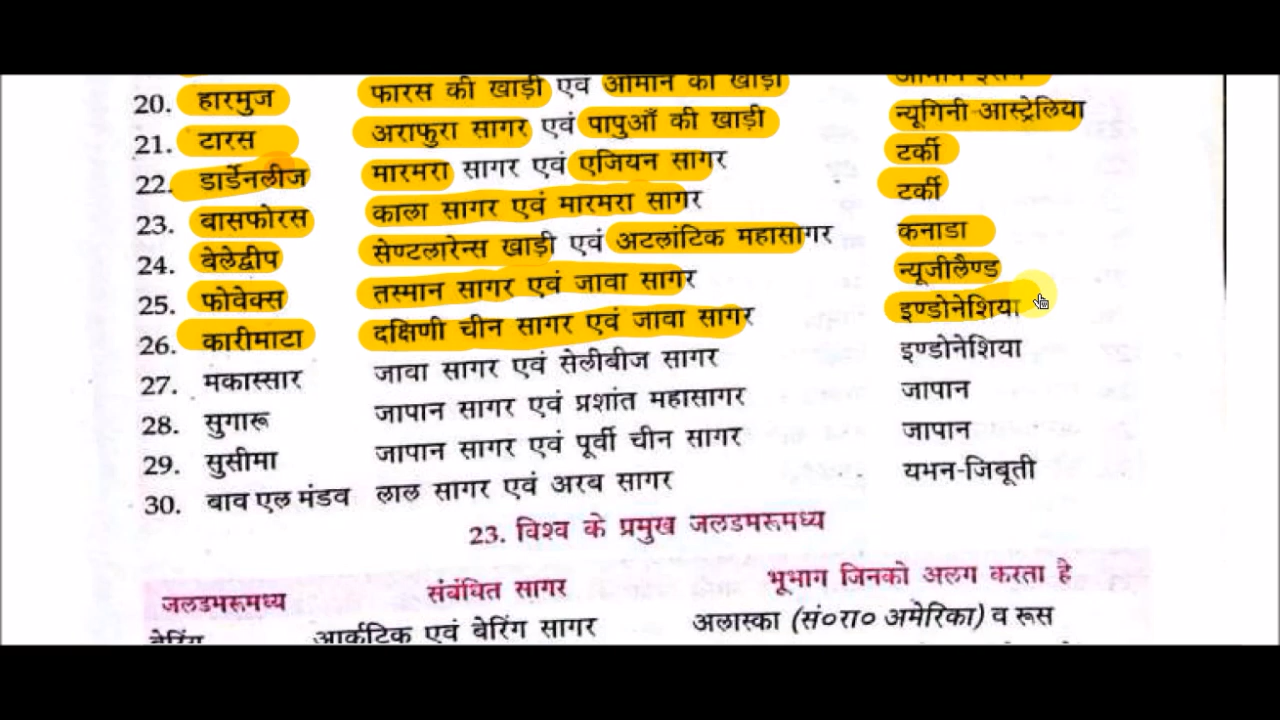 20. हारमुज फारस की खाड़ी एवं ओमान की खाड़ी
21. टारस अराफुरा सागर एवं पापुआँ की खाड़ी न्यूगिनी-आस्ट्रेलिया
22. डार्डेनलीज मारमरा सागर एवं एजियन सागर टर्की
23. बासफोरस काला सागर एवं मारमरा सागर टर्की
24. बेलेद्वीप सेण्टलारेन्स खाड़ी एवं अटलांटिक महासागर कनाडा
25. फोवेक्स तस्मान सागर एवं जावा सागर न्यूजीलैण्ड
26. कारीमाटा दक्षिणी चीन सागर एवं जावा सागर इण्डोनेशिया
27. मकास्सार जावा सागर एवं सेलीबीज सागर इण्डोनेशिया
28. सुगारू जापान सागर एवं प्रशांत महासागर जापान
29. सुसीमा जापान सागर एवं पूर्वी चीन सागर जापान
30. बाव एल मंडव लाल सागर एवं अरब सागर यमन-जिबूती
23. विश्व के प्रमुख जलडमरूमध्य
जलडमरूमध्य संबंधित सागर भूभाग जिनको अलग करता है
बेरिंग आर्कटिक एवं बेरिंग सागर अलास्का (सं०रा० अमेरिका) व रूस